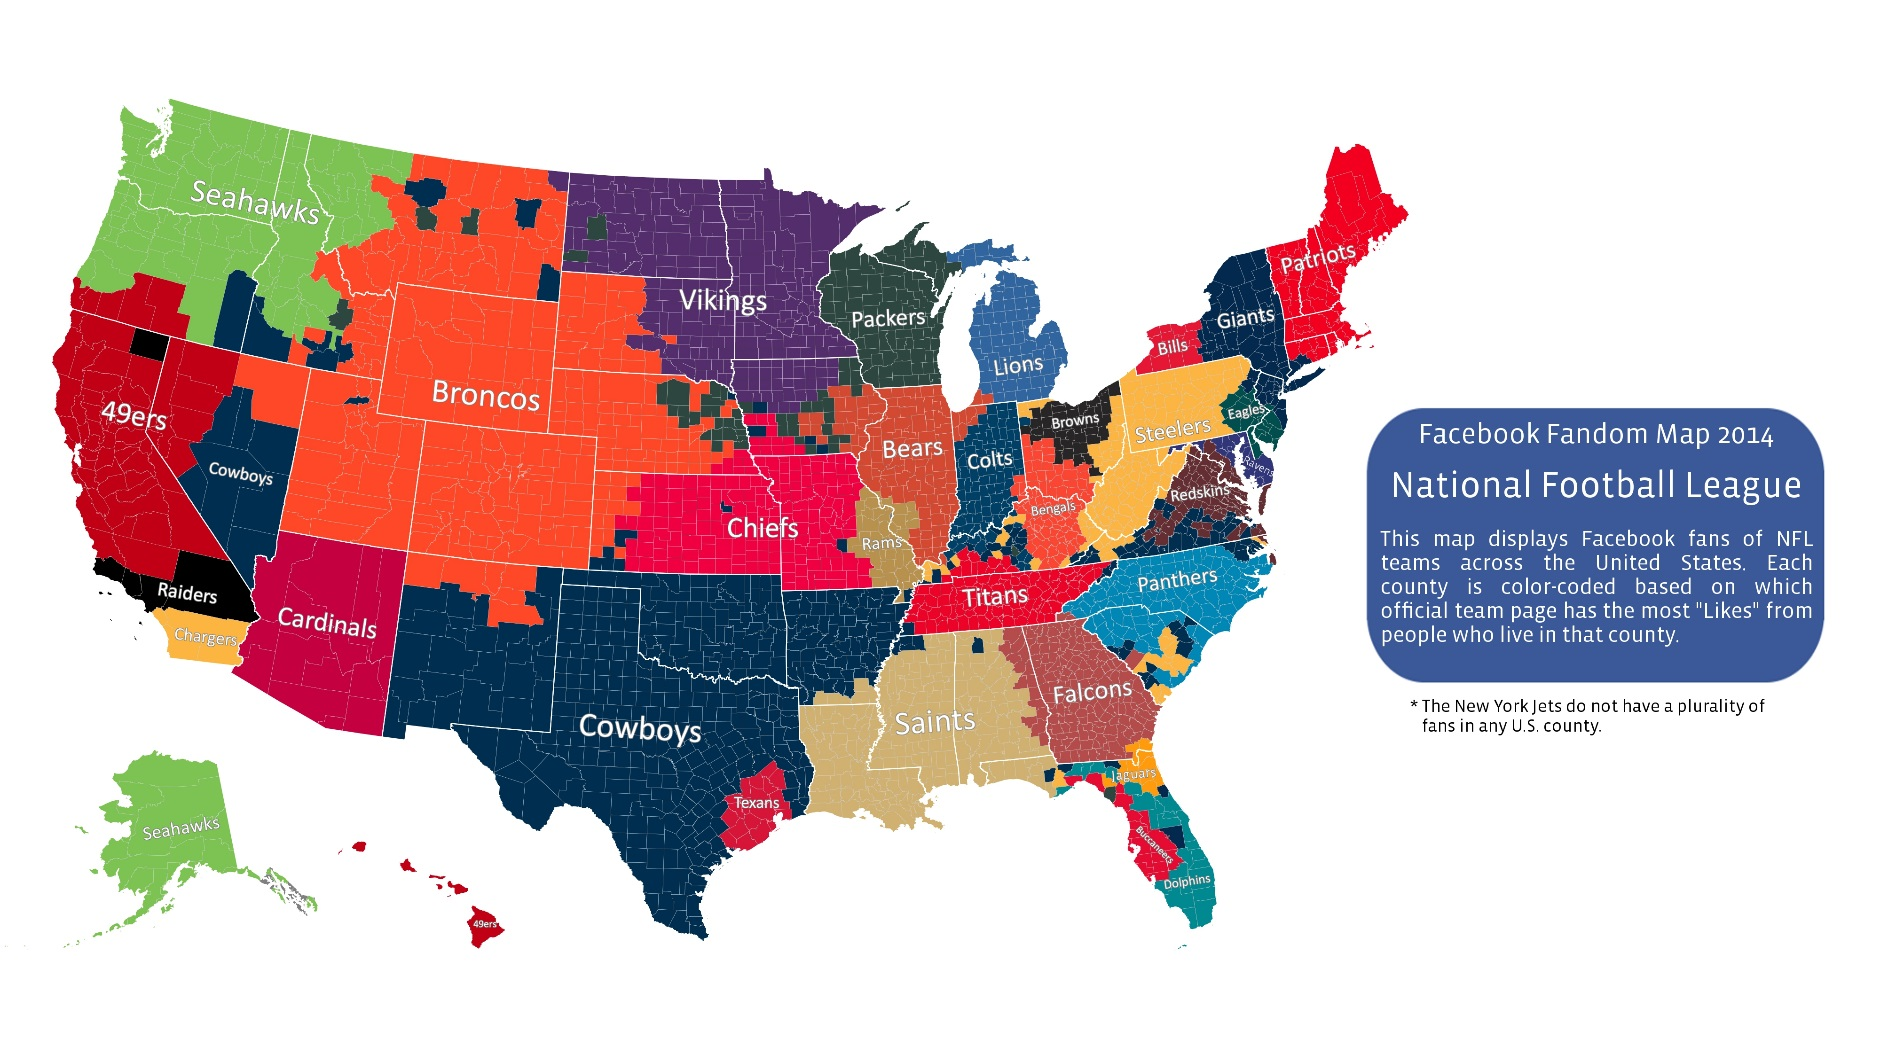 Seahawks
Patriots
Vikings
Packers
Giants
Bills
Lions
Broncos
49ers
Browns
Eagles
Steelers
Bears
Colts
Cowboys
Ravens
Redskins
Bengals
Chiefs
Rams
Panthers
Raiders
Titans
Cardinals
Chargers
Falcons
Saints
Cowboys
Jaguars
Texans
Buccaneers
Dolphins
Seahawks
49ers
Facebook Fandom Map 2014
National Football League
This map displays Facebook fans of NFL
teams across the United States. Each
county is color-coded based on which
official team page has the most "Likes" from
people who live in that county.
* The New York Jets do not have a plurality of
fans in any U.S. county.